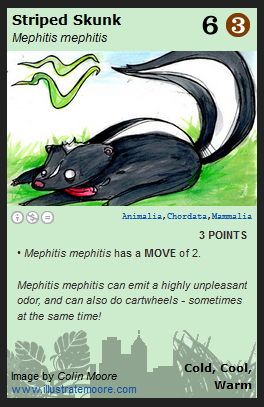 Striped Skunk
6 3
Mephitis mephitis
Animalia,Chordata,Mammalia
3 POINTS
• Mephitis mephitis has a MOVE of 2.
Mephitis mephitis can emit a highly unpleasant
odor, and can also do cartwheels - sometimes
at the same time!
Cold, Cool,
Warm
Image by Colin Moore
www.illustratemoore.com